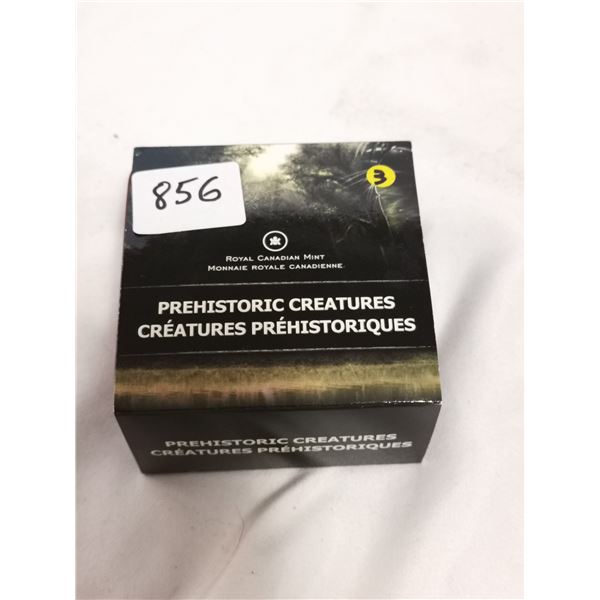 856
3
ROYAL CANADIAN MINT
MONNAIE ROYALE CANADIENNE
PREHISTORIC CREATURES
CRÉATURES PRÉHISTORIQUES
PREHISTORIC CREATURES
CRÉATURES PRÉHISTORIQUES